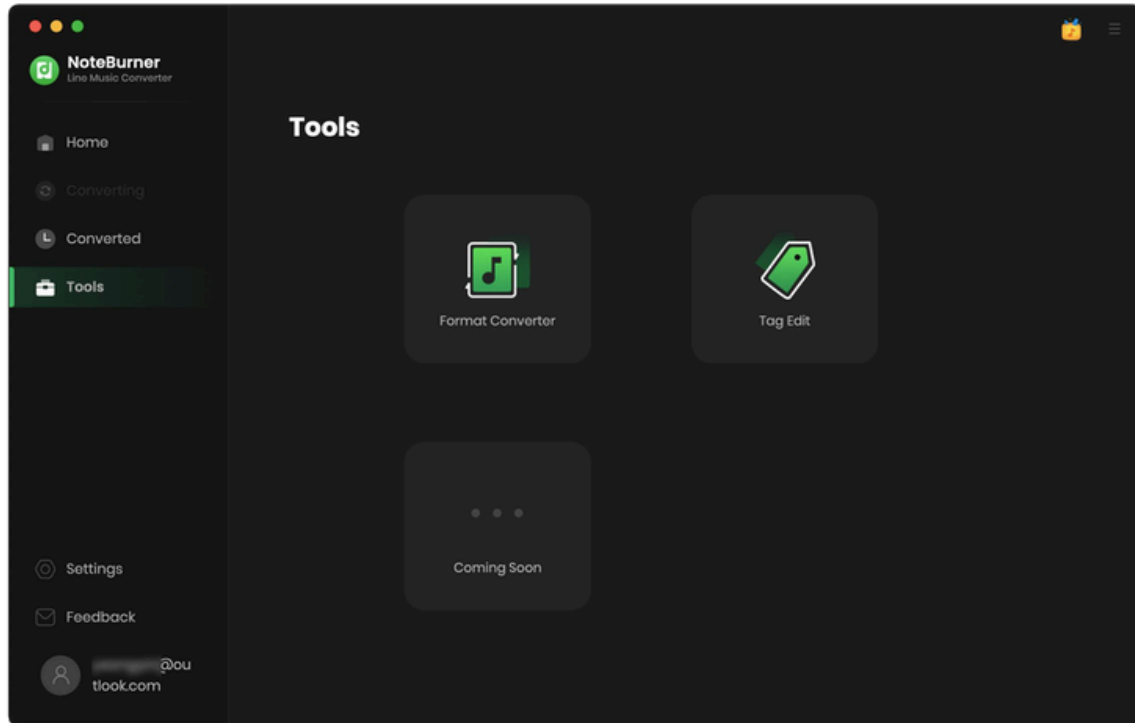 NoteBurner
Line Music Converter
Home
Converting
Converted
Tools
Settings
Feedback
@ou
tlook.com
Tools
Format Converter
Tag Edit
Coming Soon